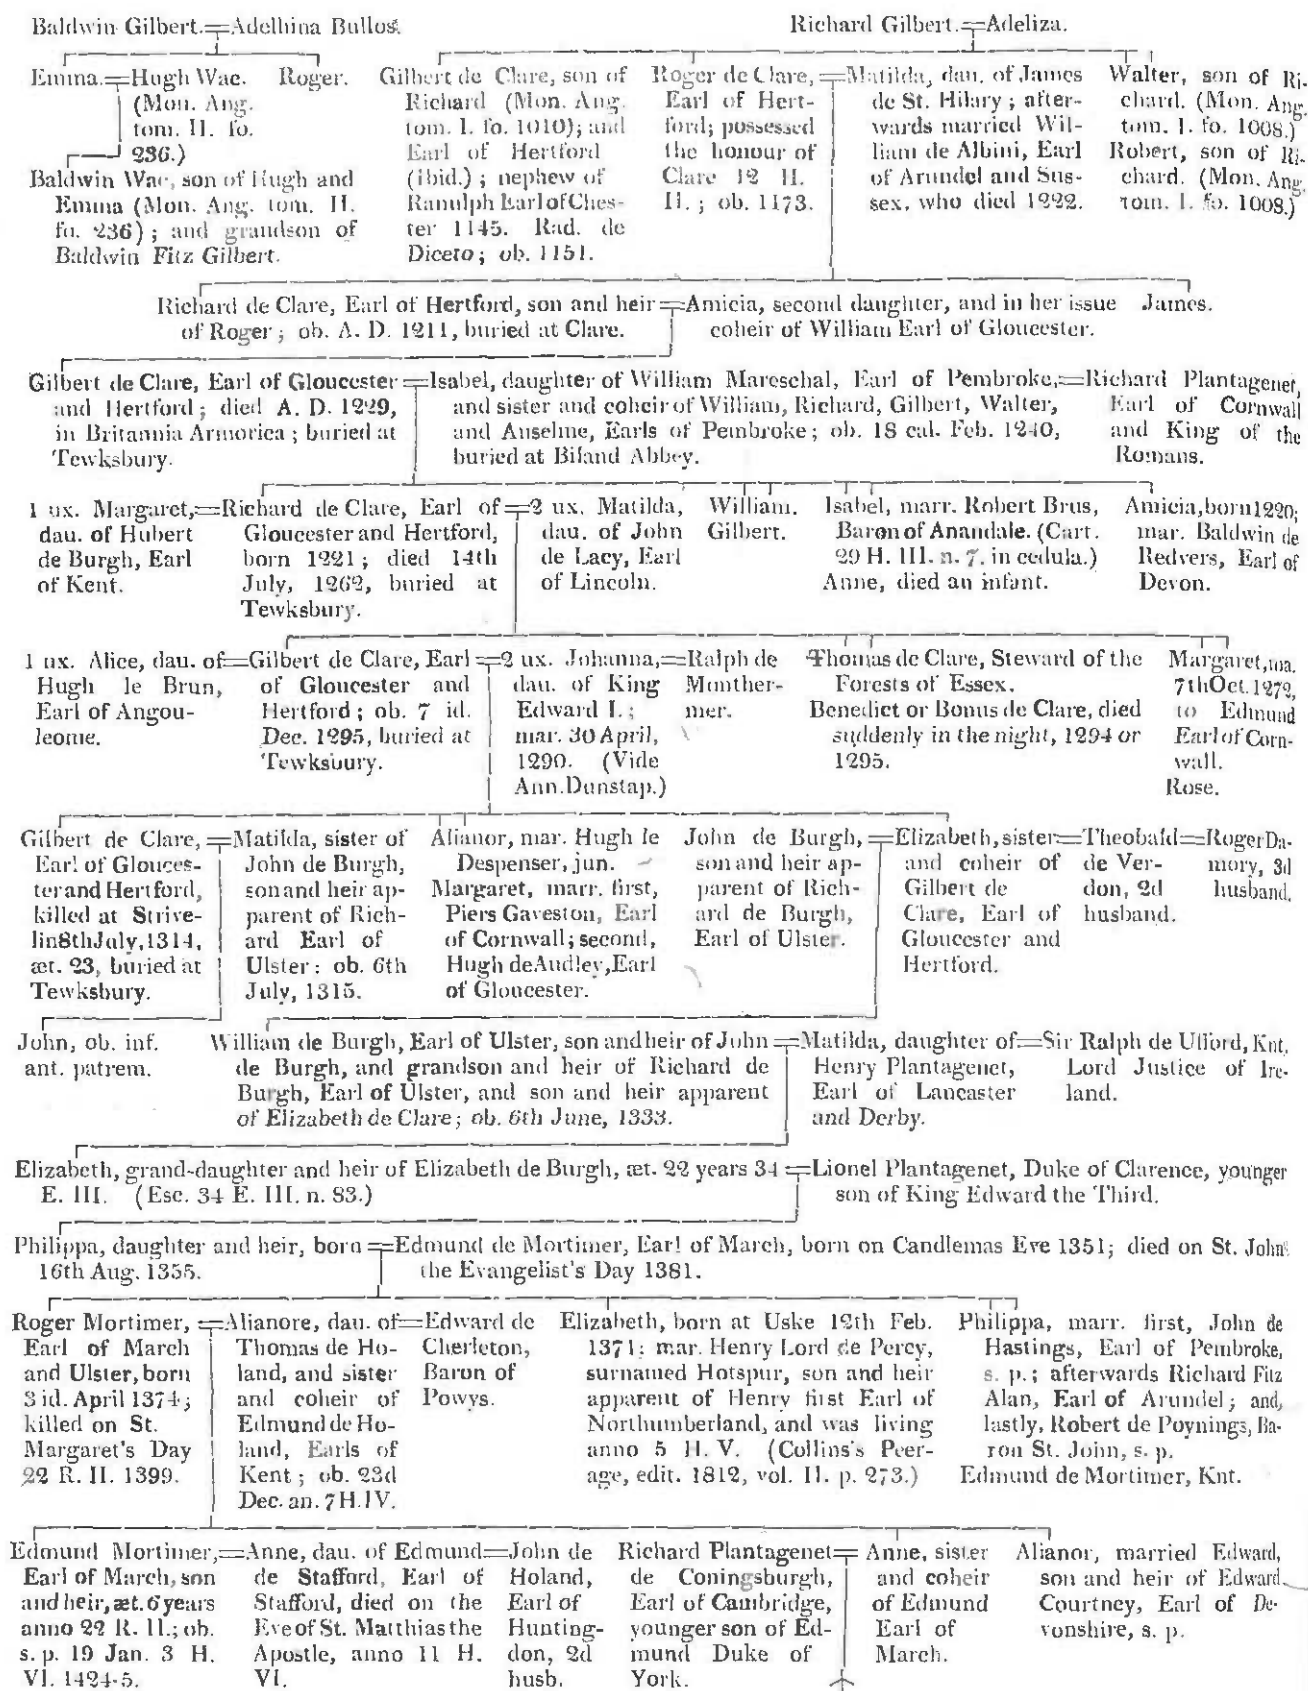 Baldwin Gilbert.=Adelhina Bullos.
Richard Gilbert.=Adeliza.
Emma.=Hugh Wac.
(Mon. Ang.
tom. II. fo.
236.)
Roger.
Baldwin Wac, son of Hugh and
Emma (Mon. Ang. tom. II.
fo. 236); and grandson of
Baldwin Fitz Gilbert.
Gilbert de Clare, son of
Richard (Mon. Ang.
tom. I. fo. 1010); and
Earl of Hertford
(ibid.); nephew of
Ranulph Earl of Ches-
ter 1145. Rad. de
Diceto; ob. 1151.
Roger de Clare,=
Earl of Hert-
ford; possessed
the honour of
Clare 12 H.
II.; ob. 1173.
Matilda, dau. of James
de St. Hilary; after-
wards married Wil-
liam de Albini, Earl
of Arundel and Sus-
sex, who died 1222.
Walter, son of Ri-
chard. (Mon. Ang.
tom. I. fo. 1008.)
Robert, son of Ri-
chard. (Mon. Ang.
tom. I. fo. 1008.)
Richard de Clare, Earl of Hertford, son and heir=
of Roger; ob. A. D. 1211, buried at Clare.
Amicia, second daughter, and in her issue
coheir of William Earl of Gloucester.
James.
Gilbert de Clare, Earl of Gloucester=
and Hertford; died A. D. 1229,
in Britannia Armorica; buried at
Tewksbury.
Isabel, daughter of William Mareschal, Earl of Pembroke,=
and sister and coheir of William, Richard, Gilbert, Walter,
and Anselme, Earls of Pembroke; ob. 18 cal. Feb. 1240,
buried at Biland Abbey.
Richard Plantagenet,
Earl of Cornwall
and King of the
Romans.
1 ux. Margaret,=
dau. of Hubert
de Burgh, Earl
of Kent.
Richard de Clare, Earl of=
Gloucester and Hertford,
born 1221; died 14th
July, 1262, buried at
Tewksbury.
2 ux. Matilda,
dau. of John
de Lacy, Earl
of Lincoln.
William.
Gilbert.
Isabel, marr. Robert Brus,
Baron of Anandale. (Cart.
29 H. III. n. 7. in cedula.)
Anne, died an infant.
Amicia, born 1220;
mar. Baldwin de
Redvers, Earl of
Devon.
1 ux. Alice, dau. of=
Hugh le Brun,
Earl of Angou-
leome.
Gilbert de Clare, Earl=
of Gloucester and
Hertford; ob. 7 id.
Dec. 1295, buried at
Tewksbury.
2 ux. Johanna,=
dau. of King
Edward I.;
mar. 30 April,
1290. (Vide
Ann. Dunstap.)
Ralph de
Monther-
mer.
Thomas de Clare, Steward of the
Forests of Essex.
Benedict or Bonus de Clare, died
suddenly in the night, 1294 or
1295.
Margaret, ma.
7th Oct. 1272,
to Edmund
Earl of Corn-
wall.
Rose.
Gilbert de Clare,=
Earl of Glouces-
ter and Hertford,
killed at Strive-
lin 8th July, 1314,
æt. 23, buried at
Tewksbury.
Matilda, sister of
John de Burgh,
son and heir ap-
parent of Rich-
ard Earl of
Ulster: ob. 6th
July, 1315.
Alianor, mar. Hugh le
Despenser, jun.
Margaret, marr. first,
Piers Gaveston, Earl
of Cornwall; second,
Hugh de Audley, Earl
of Gloucester.
John de Burgh,=
son and heir ap-
parent of Rich-
ard de Burgh,
Earl of Ulster.
Elizabeth, sister=
and coheir of
Gilbert de
Clare, Earl of
Gloucester and
Hertford.
Theobald=
de Ver-
don, 2d
husband.
Roger Da-
mory, 3d
husband.
John, ob. inf.
ant. patrem.
William de Burgh, Earl of Ulster, son and heir of John=
de Burgh, and grandson and heir of Richard de
Burgh, Earl of Ulster, and son and heir apparent
of Elizabeth de Clare; ob. 6th June, 1333.
Matilda, daughter of=
Henry Plantagenet,
Earl of Lancaster
and Derby.
Sir Ralph de Ufford, Knt.
Lord Justice of Ire-
land.
Elizabeth, grand-daughter and heir of Elizabeth de Burgh, æt. 22 years 34=
E. III. (Esc. 34 E. III. n. 83.)
Lionel Plantagenet, Duke of Clarence, younger
son of King Edward the Third.
Philippa, daughter and heir, born=
16th Aug. 1355.
Edmund de Mortimer, Earl of March, born on Candlemas Eve 1351; died on St. John
the Evangelist's Day 1381.
Roger Mortimer,=
Earl of March
and Ulster, born
3 id. April 1374;
killed on St.
Margaret's Day
22 R. II. 1399.
Alianore, dau. of=
Thomas de Ho-
land, and sister
and coheir of
Edmund de Ho-
land, Earls of
Kent; ob. 23d
Dec. an. 7 H. IV.
Edward de
Cherleton,
Baron of
Powys.
Elizabeth, born at Uske 12th Feb.
1371; mar. Henry Lord de Percy,
surnamed Hotspur, son and heir
apparent of Henry first Earl of
Northumberland, and was living
anno 5 H. V. (Collins's Peer-
age, edit. 1812, vol. II. p. 273.)
Philippa, marr. first, John de
Hastings, Earl of Pembroke,
s. p.; afterwards Richard Fitz
Alan, Earl of Arundel; and,
lastly, Robert de Poynings, Ba-
ron St. John, s. p.
Edmund de Mortimer, Knt.
Edmund Mortimer,=
Earl of March, son
and heir, æt. 6 years
anno 22 R. II.; ob.
s. p. 19 Jan. 3 H.
VI. 1424-5.
Anne, dau. of Edmund=
de Stafford, Earl of
Stafford, died on the
Eve of St. Matthias the
Apostle, anno 11 H.
VI.
John de
Holand,
Earl of
Hunting-
don, 2d
husb.
Richard Plantagenet=
de Coningsburgh,
Earl of Cambridge,
younger son of Ed-
mund Duke of
York.
Anne, sister
and coheir
of Edmund
Earl of
March.
Alianor, married Edward,
son and heir of Edward
Courtney, Earl of De-
vonshire, s. p.